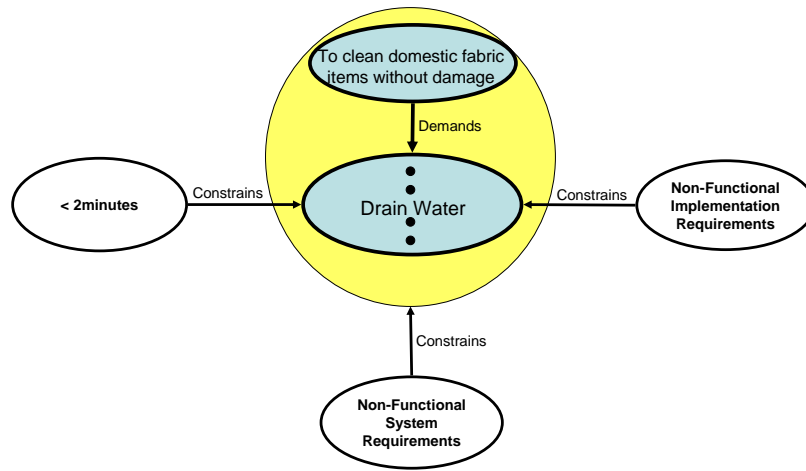 To clean domestic fabric
items without damage
Demands
< 2minutes
Constrains
Drain Water
Constrains
Non-Functional
Implementation
Requirements
Constrains
Non-Functional
System
Requirements